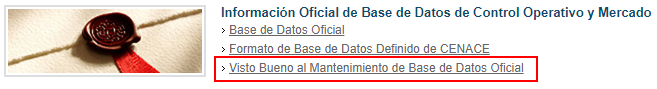 Información Oficial de Base de Datos de Control Operativo y Mercado
Base de Datos Oficial
Formato de Base de Datos Definido de CENACE
Visto Bueno al Mantenimiento de Base de Datos Oficial